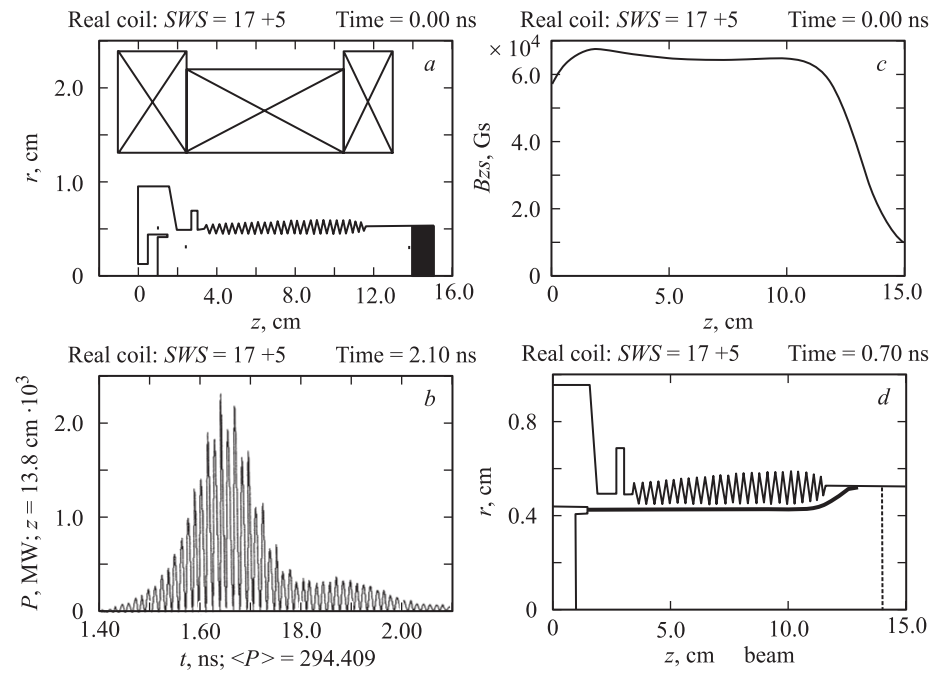 Real coil: SWS = 17 +5 Time = 0.00 ns
a
r, cm
2.0
1.0
0
0 4.0 8.0 12.0 16.0
z, cm
Real coil: SWS = 17 +5 Time = 0.00 ns
× 10⁴
c
Bzs, Gs
6.0
4.0
2.0
0
0 5.0 10.0 15.0
z, cm
Real coil: SWS = 17 +5 Time = 2.10 ns
b
P, MW; z = 13.8 cm ·10³
2.0
1.0
0
1.40 1.60 18.0 2.00
t, ns; <P> = 294.409
Real coil: SWS = 17 +5 Time = 0.70 ns
d
r, cm
0.8
0.4
0
0 5.0 10.0 15.0
z, cm beam